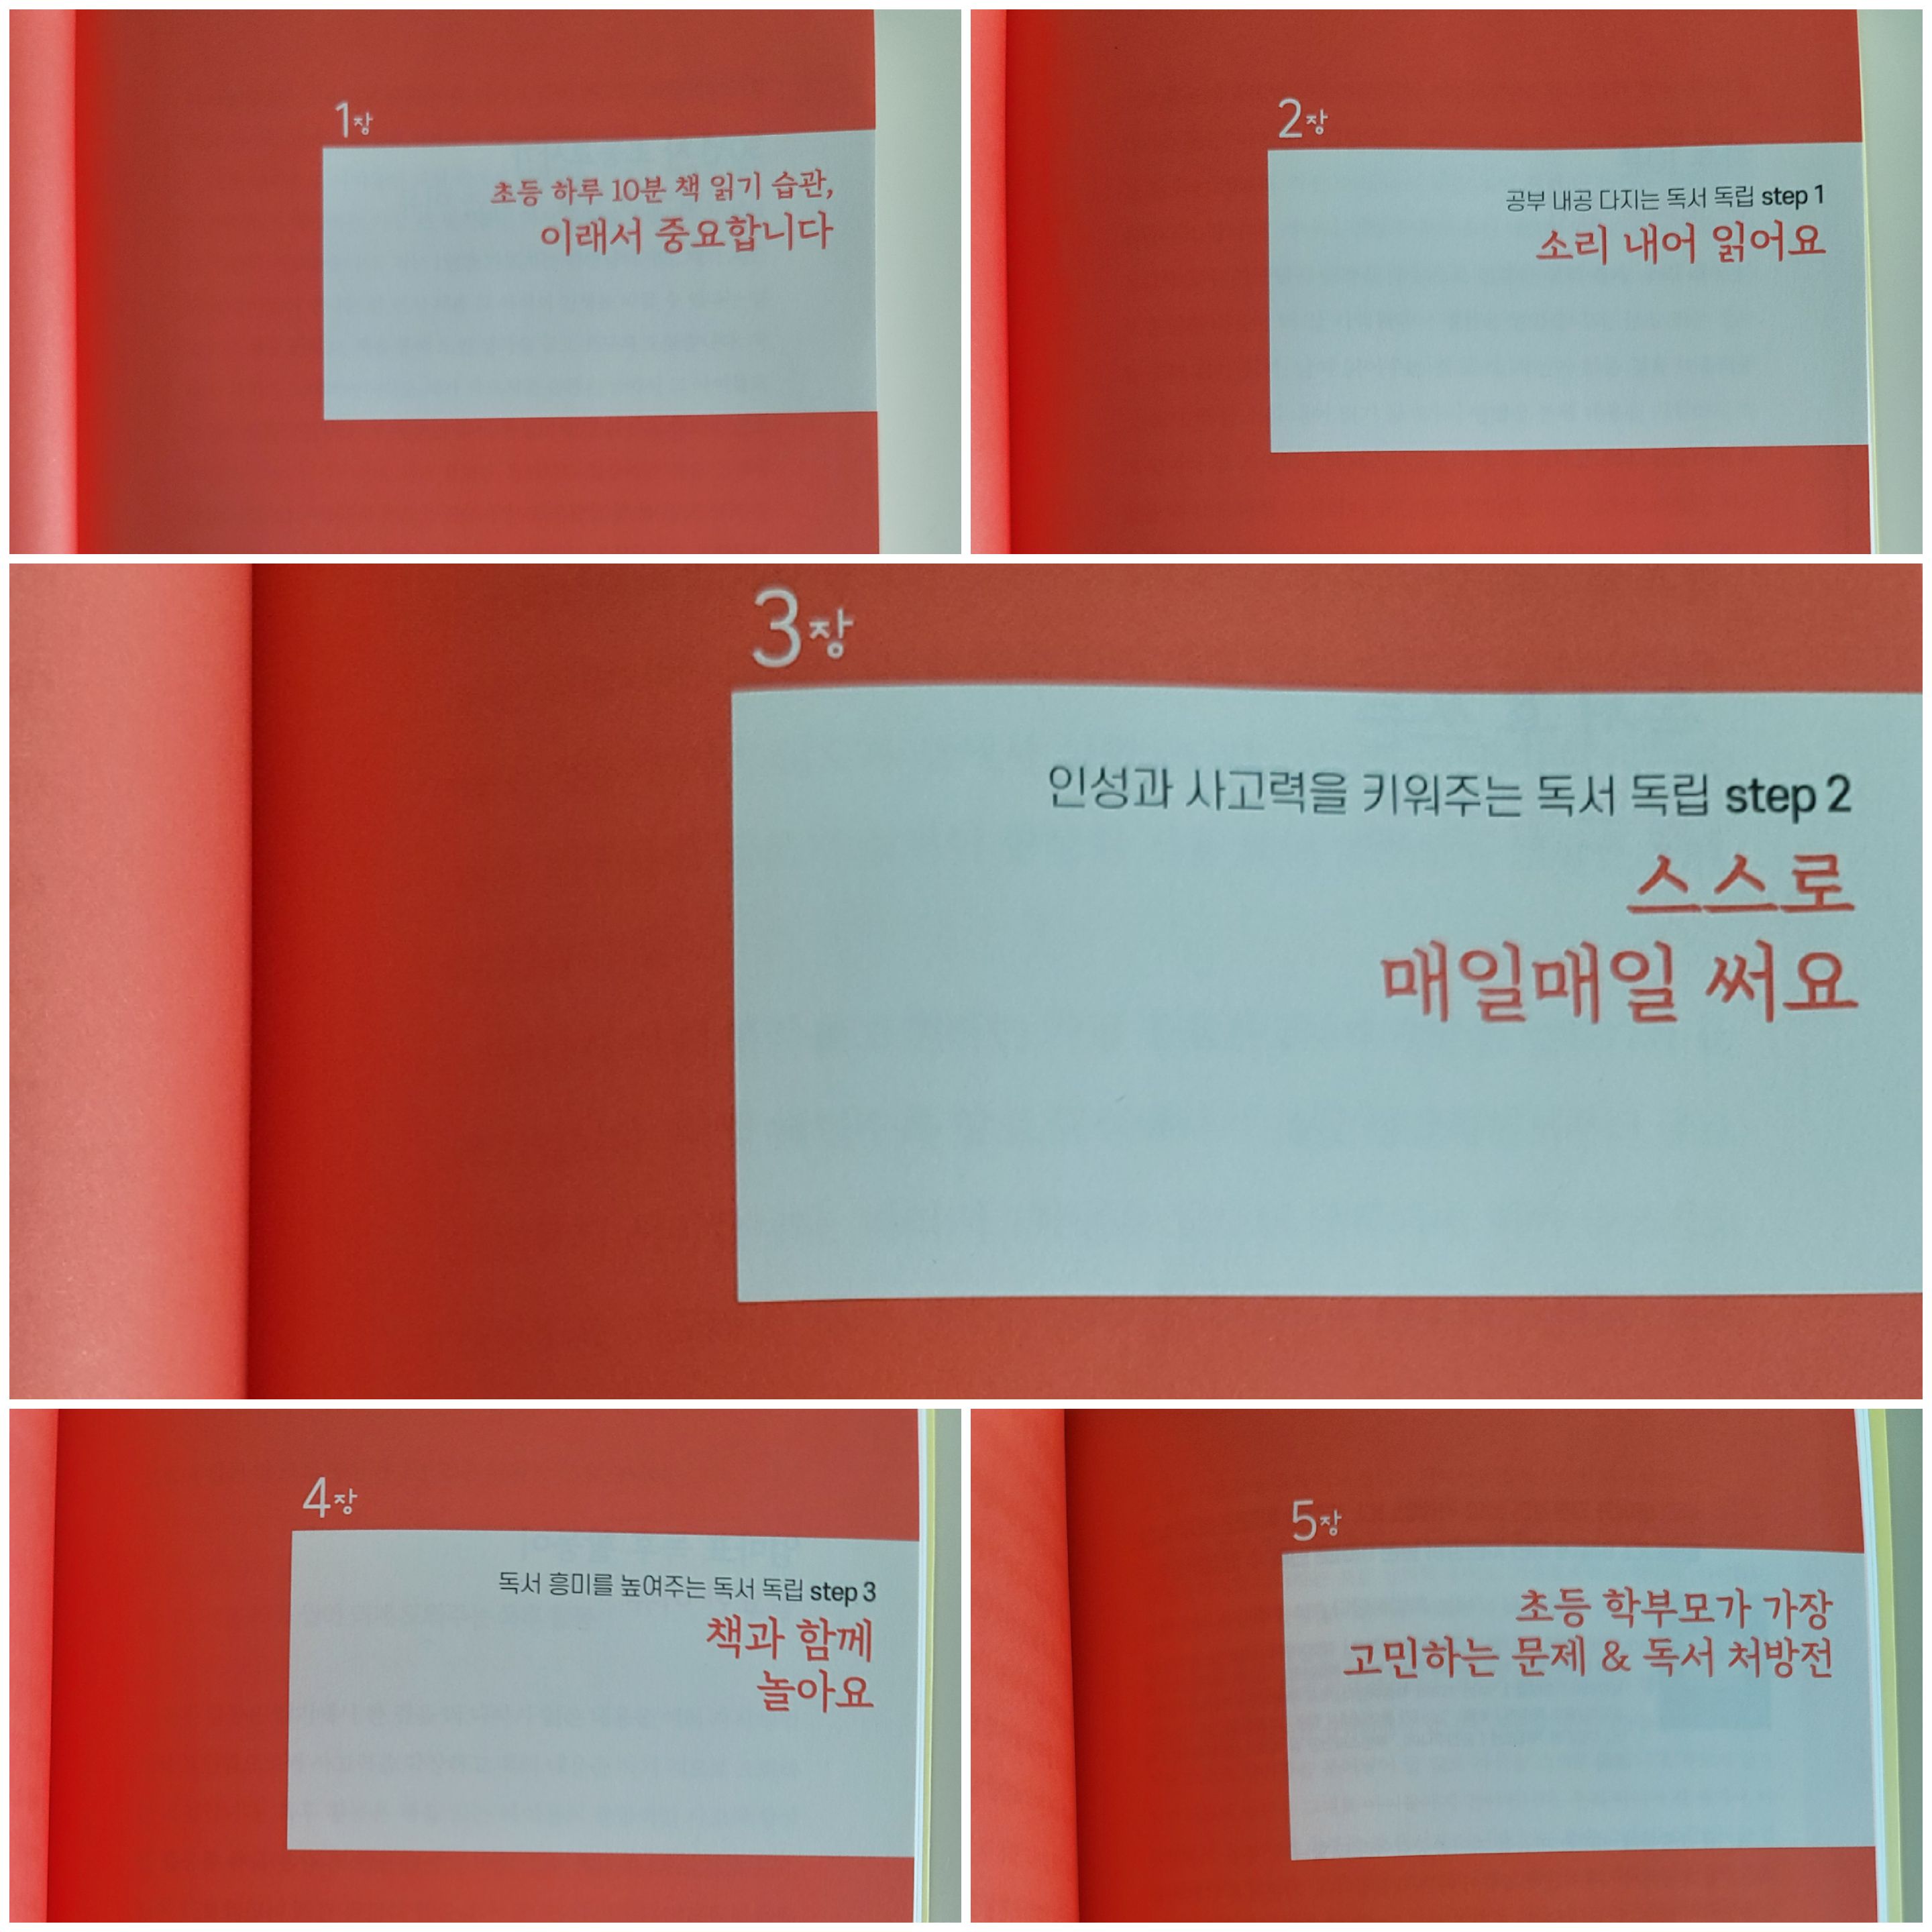 1장
초등 하루 10분 책 읽기 습관,
이래서 중요합니다
2장
공부 내공 다지는 독서 독립 step 1
소리 내어 읽어요
3장
인성과 사고력을 키워주는 독서 독립 step 2
스스로
매일매일 써요
4장
독서 흥미를 높여주는 독서 독립 step 3
책과 함께
놀아요
5장
초등 학부모가 가장
고민하는 문제 & 독서 처방전